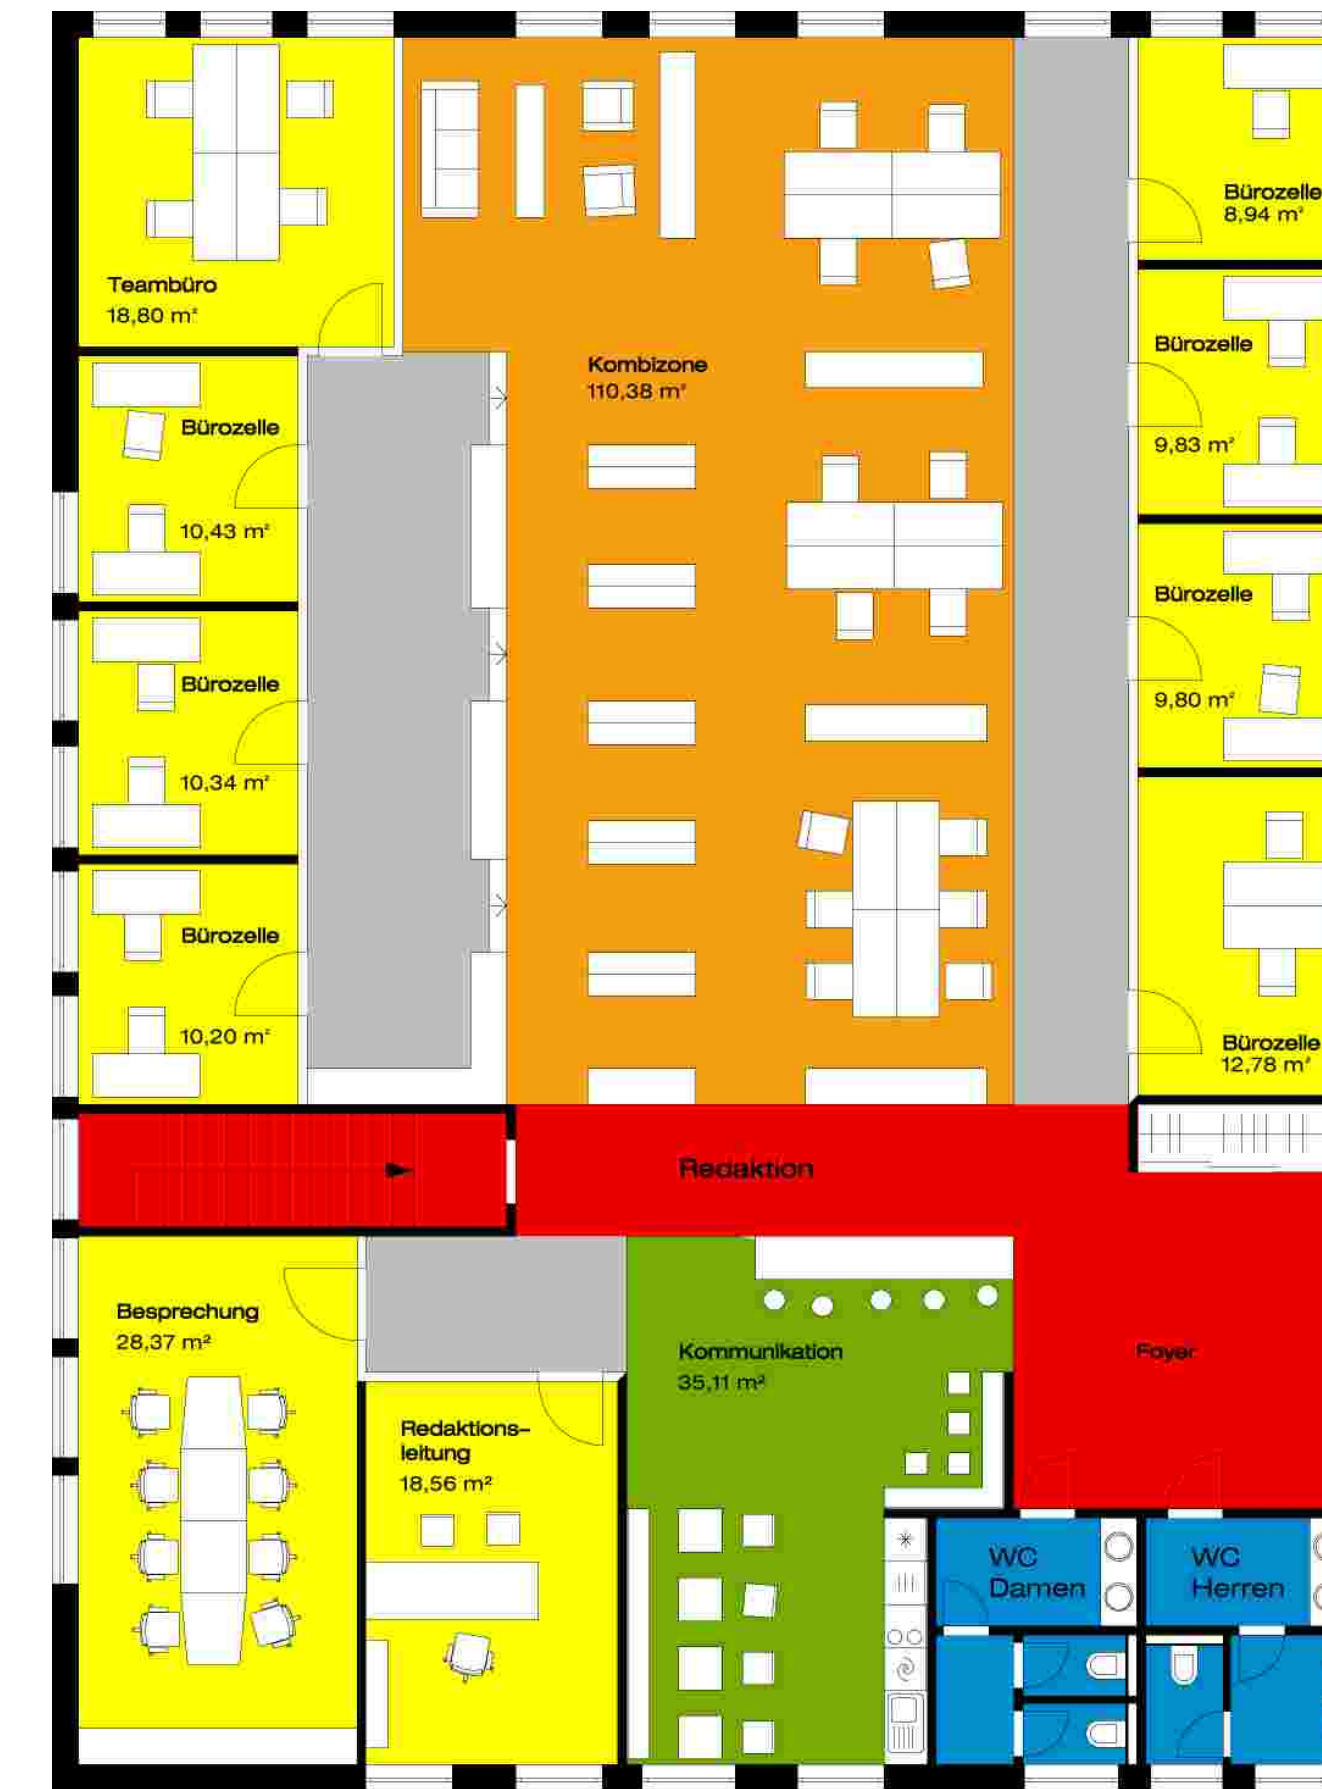 Teambüro
18,80 m²
Bürozelle
8,94 m²
Kombizone
110,38 m²
Bürozelle
9,83 m²
Bürozelle
10,43 m²
Bürozelle
9,80 m²
Bürozelle
10,34 m²
Bürozelle
10,20 m²
Bürozelle
12,78 m²
Redaktion
Besprechung
28,37 m²
Kommunikation
35,11 m²
Foyer
Redaktions-
leitung
18,56 m²
WC
Damen
WC
Herren